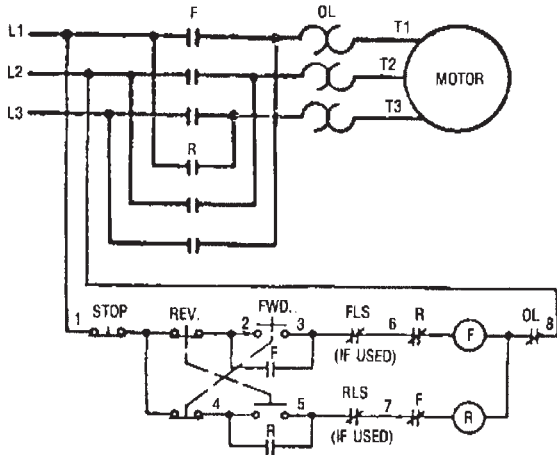 F OL
L1 T1
L2 T2 MOTOR
L3 T3
R
1 STOP REV. 2 FWD.. 3 FLS 6 R F OL 8
F (IF USED)
4 5 RLS 7 F R
R (IF USED)